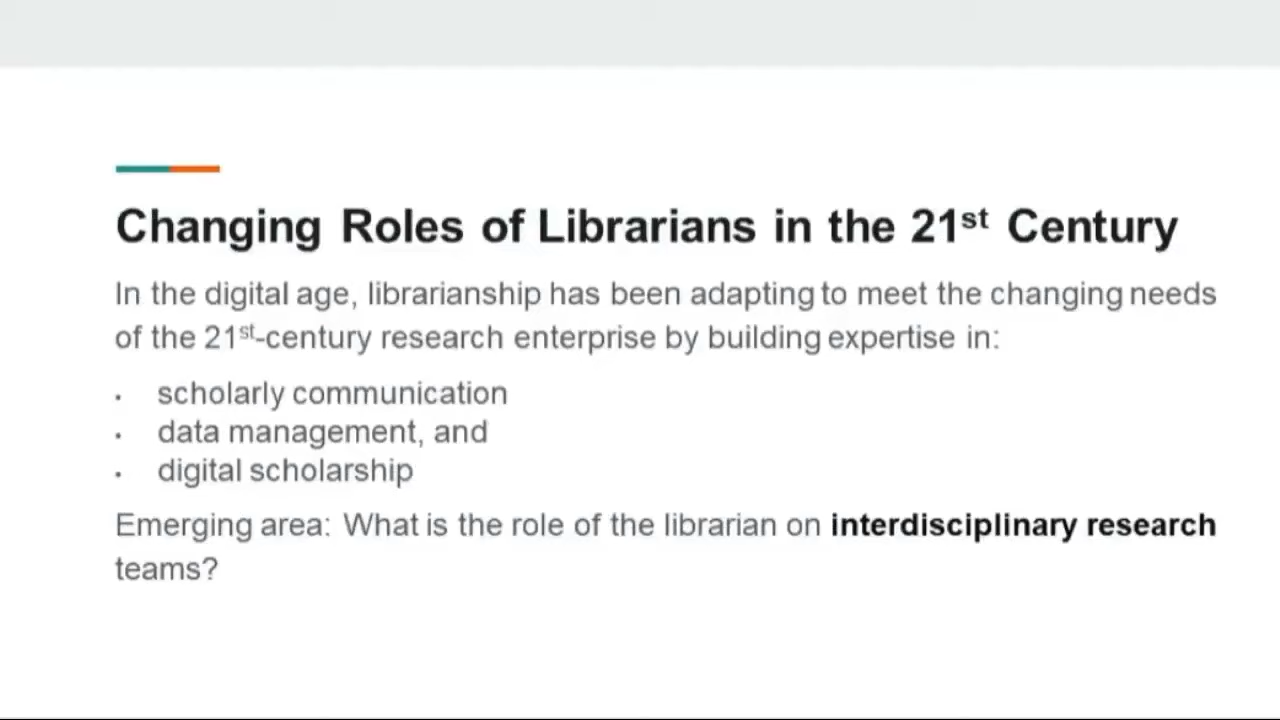 Changing Roles of Librarians in the 21st Century
In the digital age, librarianship has been adapting to meet the changing needs
of the 21st-century research enterprise by building expertise in:
• scholarly communication
• data management, and
• digital scholarship
Emerging area: What is the role of the librarian on interdisciplinary research
teams?